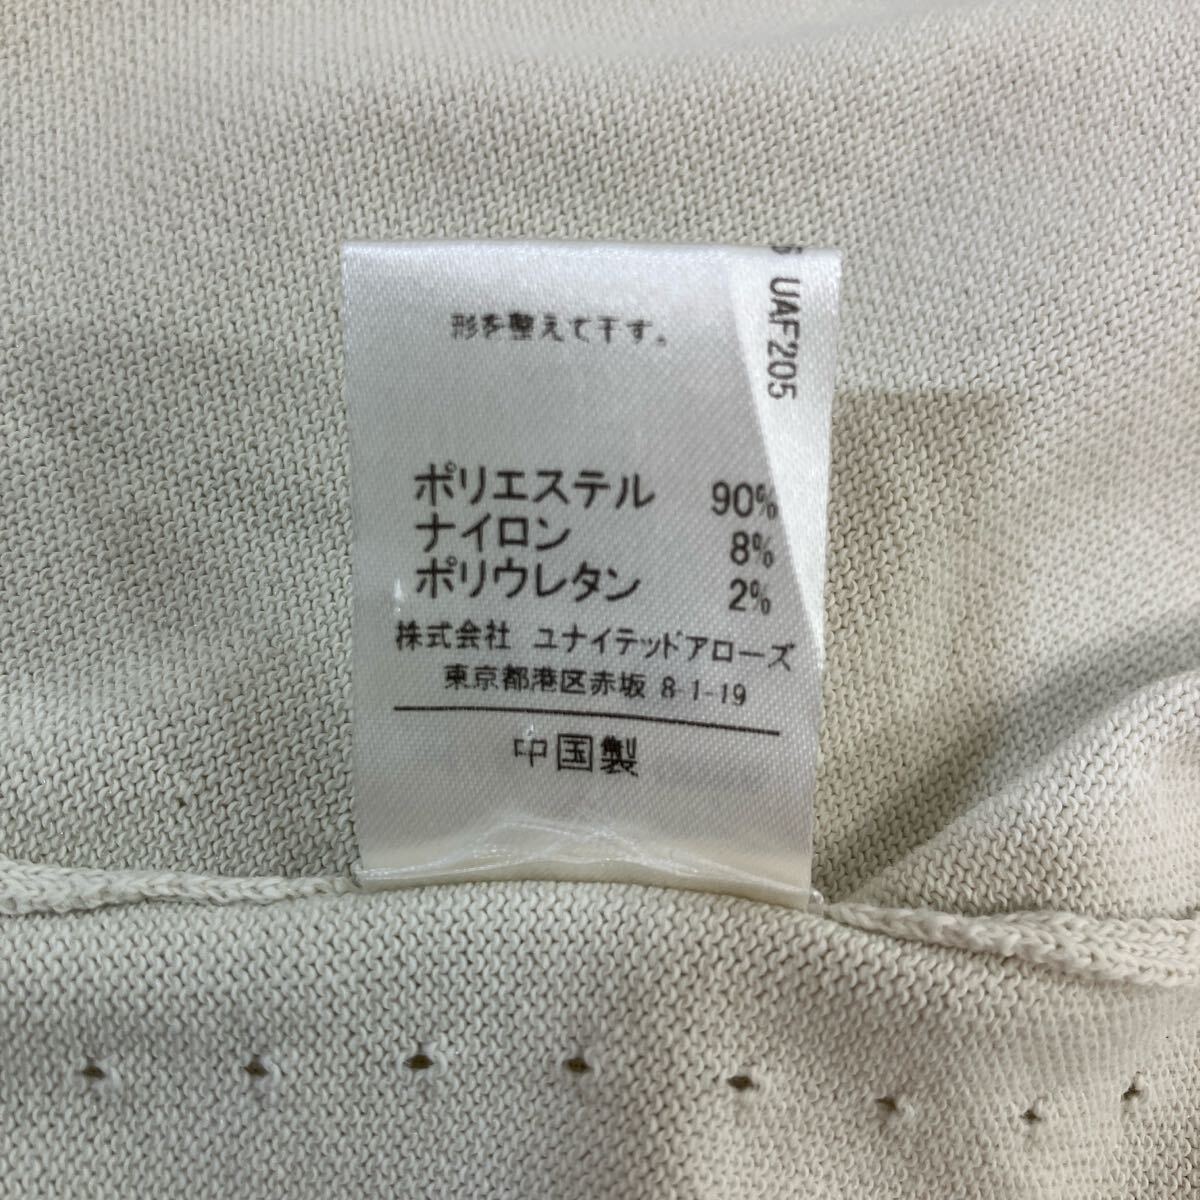 形を整えて干す。
UAF205
ポリエステル 90%
ナイロン 8%
ポリウレタン 2%
株式会社 ユナイテッドアローズ
東京都港区赤坂 8-1-19
中国製